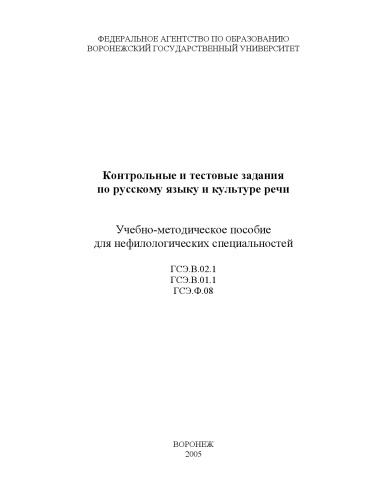 ФЕДЕРАЛЬНОЕ АГЕНТСТВО ПО ОБРАЗОВАНИЮ
ВОРОНЕЖСКИЙ ГОСУДАРСТВЕННЫЙ УНИВЕРСИТЕТ
Контрольные и тестовые задания
по русскому языку и культуре речи
Учебно-методическое пособие
для нефилологических специальностей
ГСЭ.В.02.1
ГСЭ.В.01.1
ГСЭ.Ф.08
ВОРОНЕЖ
2005